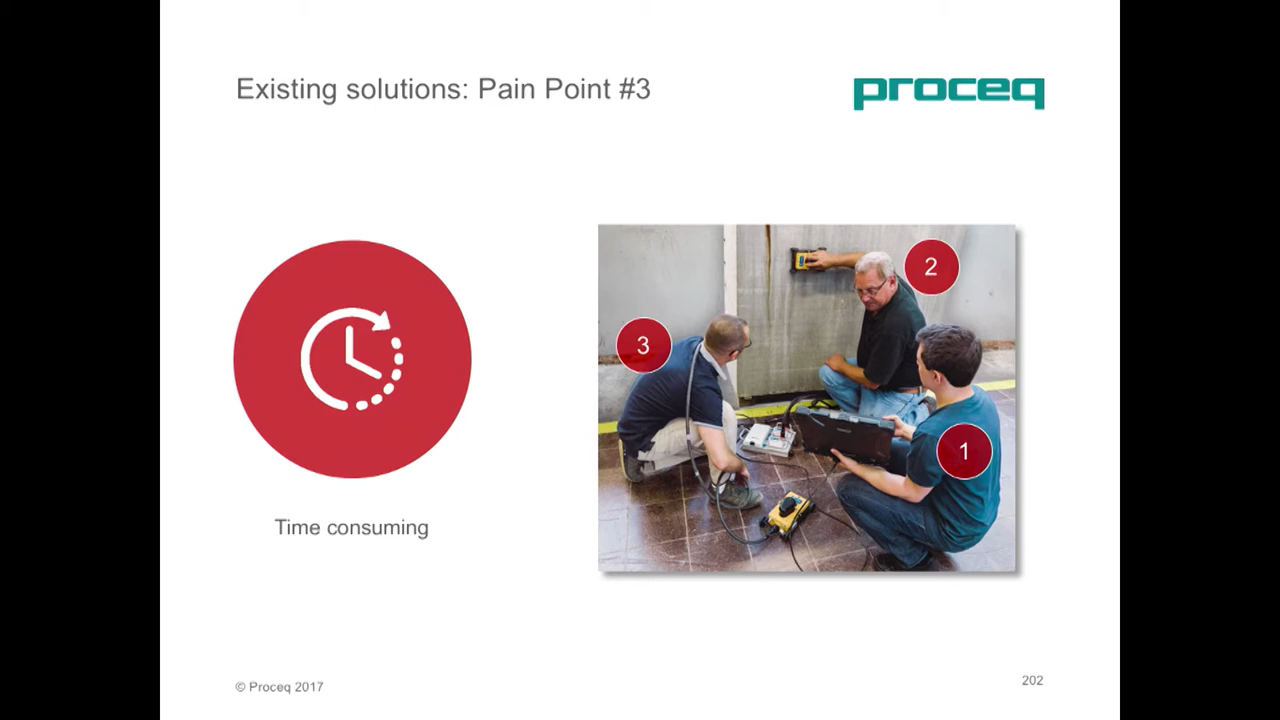 Existing solutions: Pain Point #3
proceq
2
3
1
Time consuming
© Proceq 2017
202